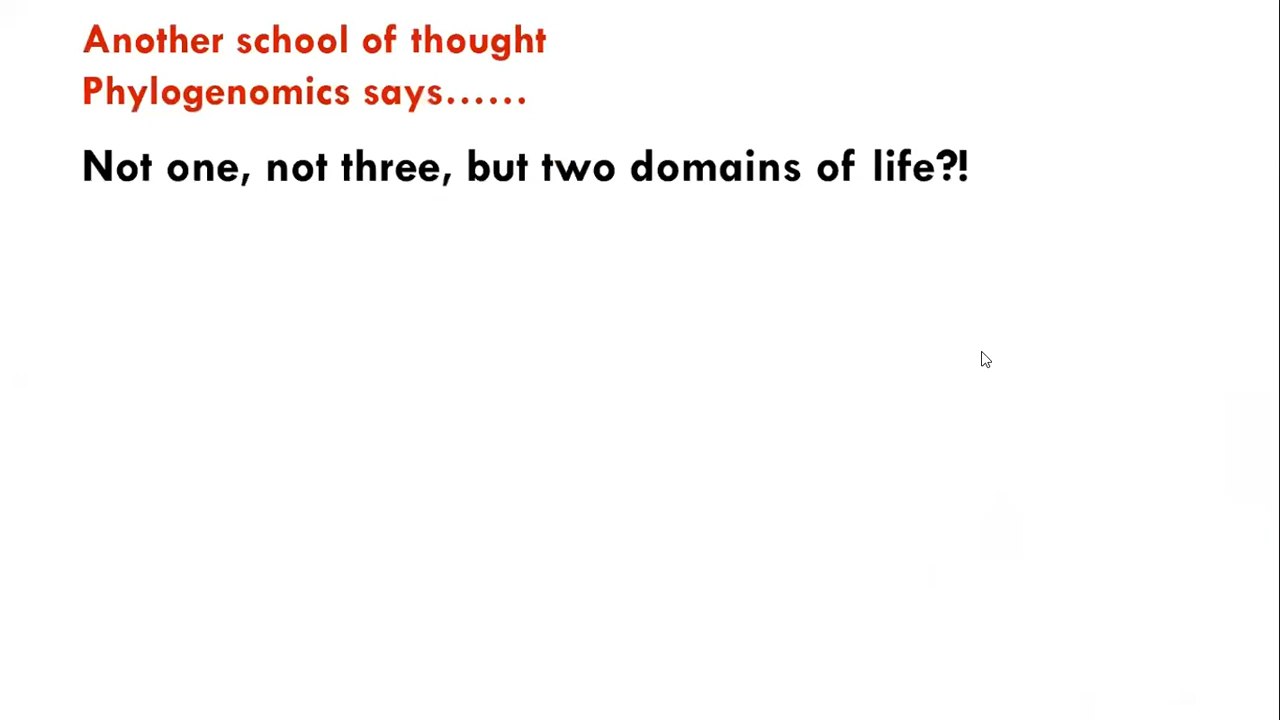 Another school of thought
Phylogenomics says......
Not one, not three, but two domains of life?!